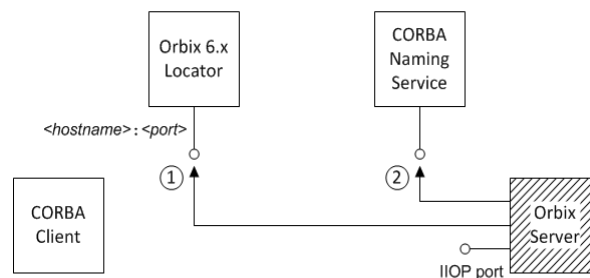 Orbix 6.x
Locator
CORBA
Naming
Service
<hostname>:<port>
1
2
CORBA
Client
Orbix
Server
IIOP port